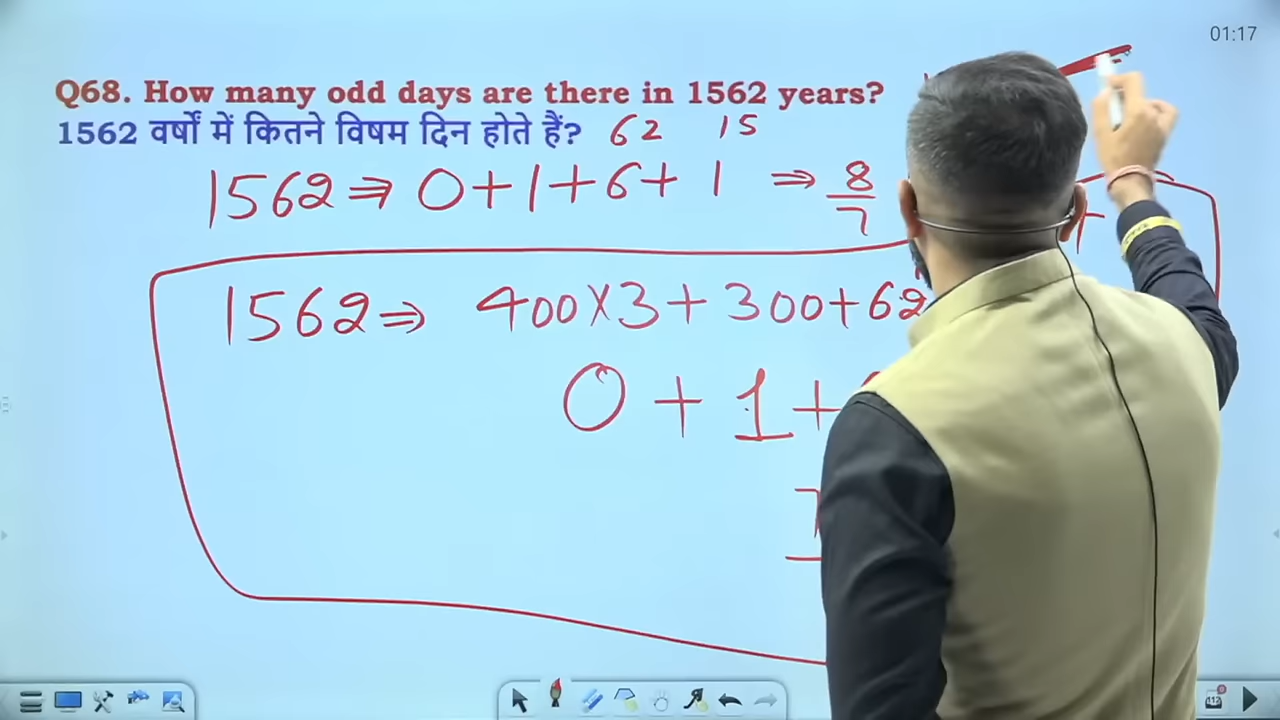 01:17
Q68. How many odd days are there in 1562 years?
1562 वर्षों में कितने विषम दिन होते हैं? 62 15
1562 ⇒ 0+1+6+ 1 ⇒ 8/7
1562 ⇒ 400×3+300+62
0+1+